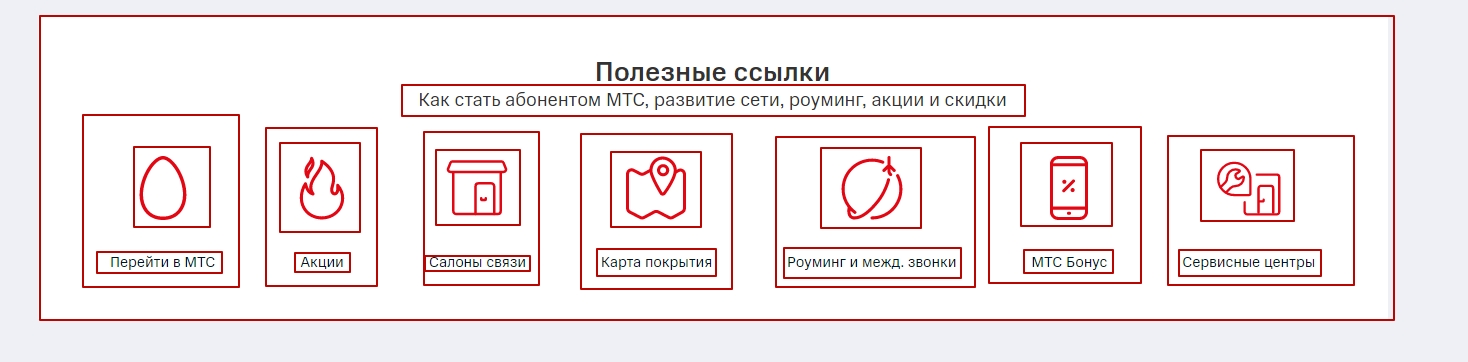 Полезные ссылки
Как стать абонентом МТС, развитие сети, роуминг, акции и скидки
Перейти в МТС
Акции
Салоны связи
Карта покрытия
Роуминг и межд. звонки
МТС Бонус
Сервисные центры